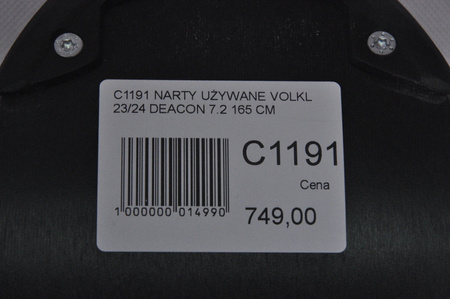 C1191 NARTY UŻYWANE VOLKL
23/24 DEACON 7.2 165 CM
C1191
Cena
1 000000 014990
749,00